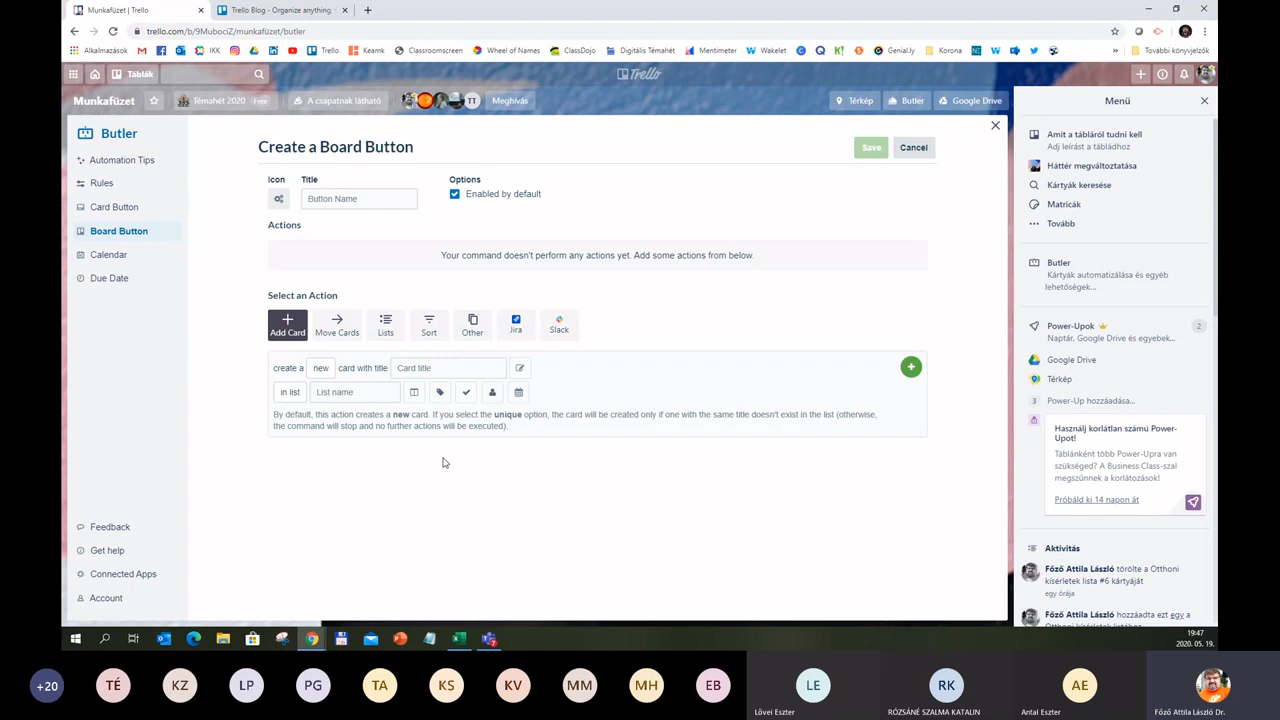 Munkafüzet | Trello
Trello Blog - Organize anything,
trello.com/b/9MubociZ/munkafüzet/butler
Alkalmazások
IKK
Trello
Keamk
Classroomscreen
Wheel of Names
ClassDojo
Digitális Témahét
Mentimeter
Wakelet
Genial.ly
Korona
»
További könyvjelzők
Táblák
Trello
Munkafüzet
Témahét 2020 Free
A csapatnak látható
TT
Meghívás
Térkép
Butler
Google Drive
Butler
Automation Tips
Rules
Card Button
Board Button
Calendar
Due Date
Feedback
Get help
Connected Apps
Account
Create a Board Button
Save
Cancel
Icon
Title
Options
Button Name
Enabled by default
Actions
Your command doesn't perform any actions yet. Add some actions from below.
Select an Action
Add Card
Move Cards
Lists
Sort
Other
Jira
Slack
create a new card with title Card title
in list List name
By default, this action creates a new card. If you select the unique option, the card will be created only if one with the same title doesn't exist in the list (otherwise,
the command will stop and no further actions will be executed).
Menü
Amit a tábláról tudni kell
Adj leírást a tábládhoz
Háttér megváltoztatása
Kártyák keresése
Matricák
Tovább
Butler
Kártyák automatizálása és egyéb
lehetőségek...
Power-Upok
2
Naptár, Google Drive és egyebek...
Google Drive
Térkép
3 Power-Up hozzáadása...
Használj korlátlan számú Power-
Upot!
Táblánként több Power-Upra van
szükséged? A Business Class-szal
megszűnnek a korlátozások!
Próbáld ki 14 napon át
Aktivitás
Főző Attila László törölte a Otthoni
kísérletek lista #6 kártyáját
egy órája
Főző Attila László hozzáadta ezt egy a
19:47
2020. 05. 19.
+20
TÉ
KZ
LP
PG
TA
KS
KV
MM
MH
EB
LE
Lövei Eszter
RK
RÓZSÁNÉ SZALMA KATALIN
AE
Antal Eszter
Főző Attila László Dr.